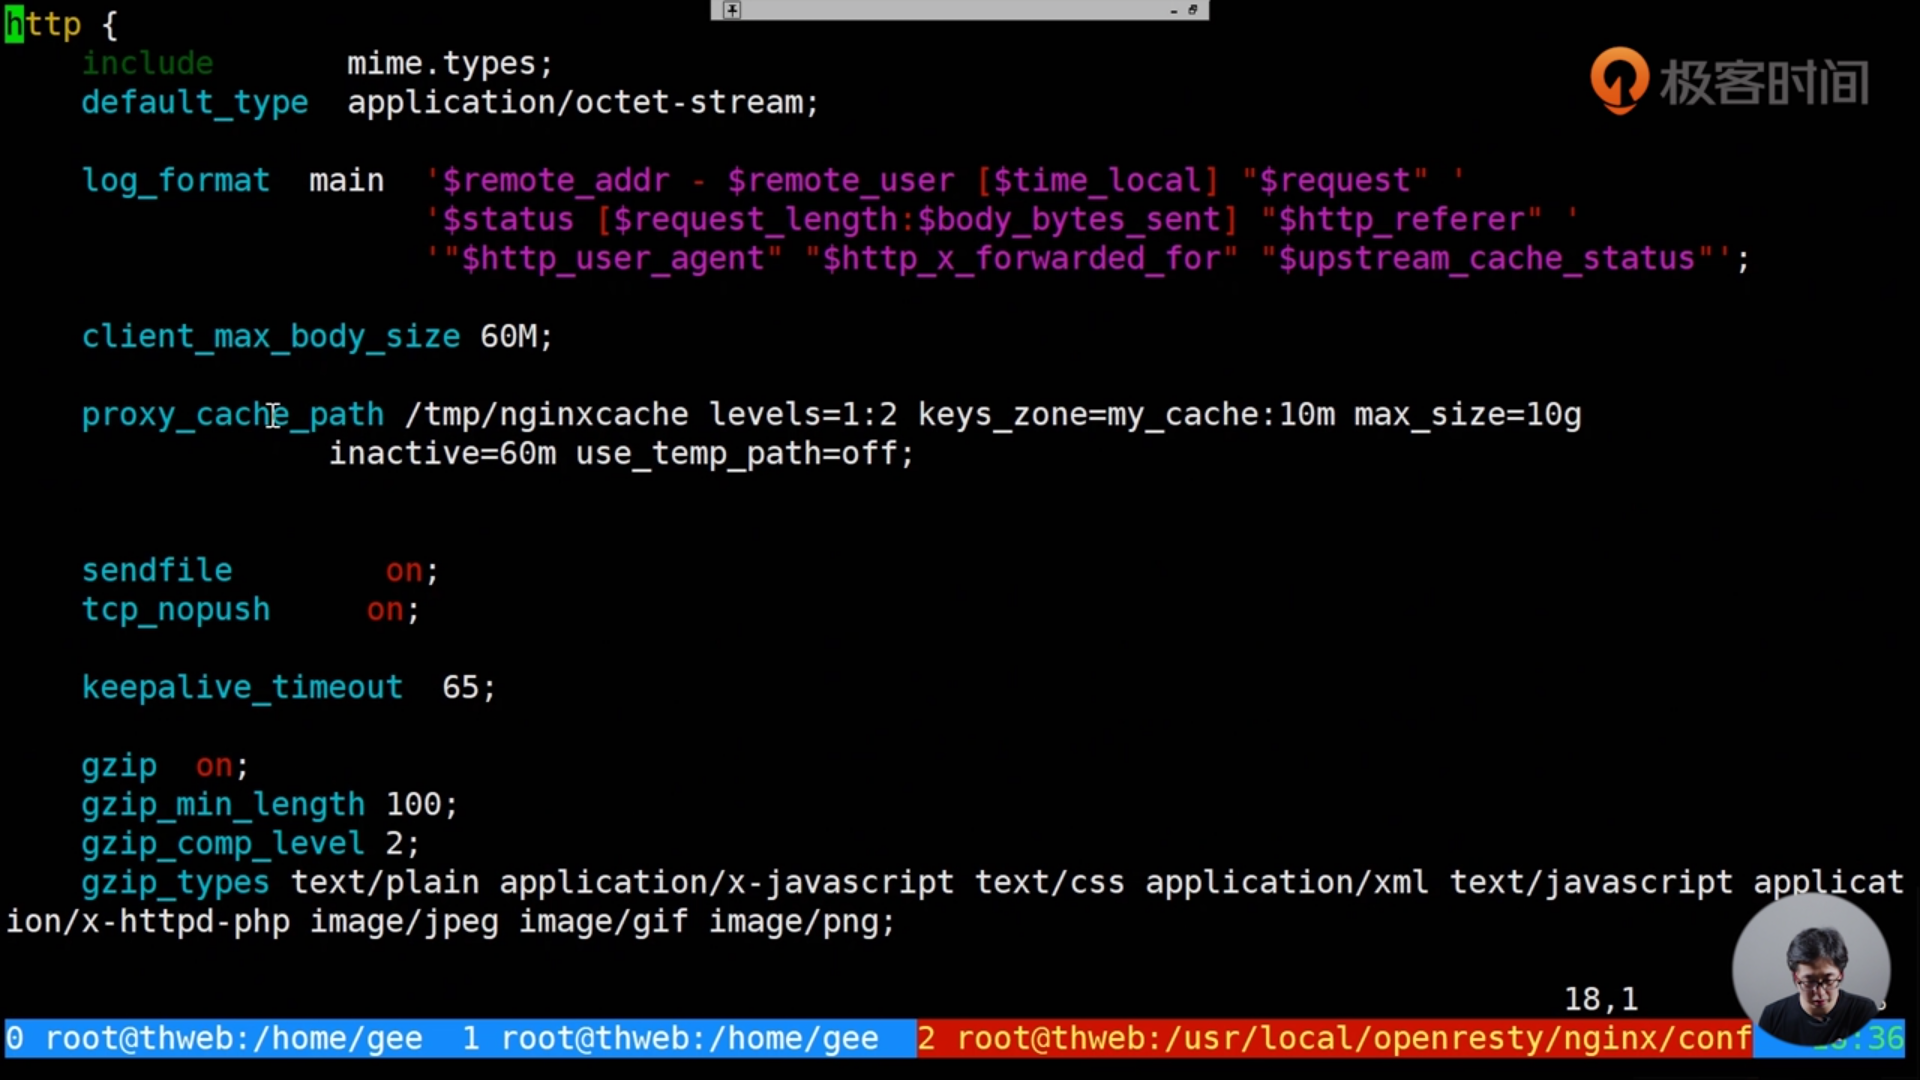 http {
    include       mime.types;
    default_type  application/octet-stream;
极客时间
    log_format  main  '$remote_addr - $remote_user [$time_local] "$request" '
                      '$status [$request_length:$body_bytes_sent] "$http_referer" '
                      '"$http_user_agent" "$http_x_forwarded_for" "$upstream_cache_status"';
    client_max_body_size 60M;
    proxy_cache_path /tmp/nginxcache levels=1:2 keys_zone=my_cache:10m max_size=10g
                 inactive=60m use_temp_path=off;
    sendfile        on;
    tcp_nopush     on;
    keepalive_timeout  65;
    gzip  on;
    gzip_min_length 100;
    gzip_comp_level 2;
    gzip_types text/plain application/x-javascript text/css application/xml text/javascript applicat
ion/x-httpd-php image/jpeg image/gif image/png;
18,1
0 root@thweb:/home/gee  1 root@thweb:/home/gee  2 root@thweb:/usr/local/openresty/nginx/conf